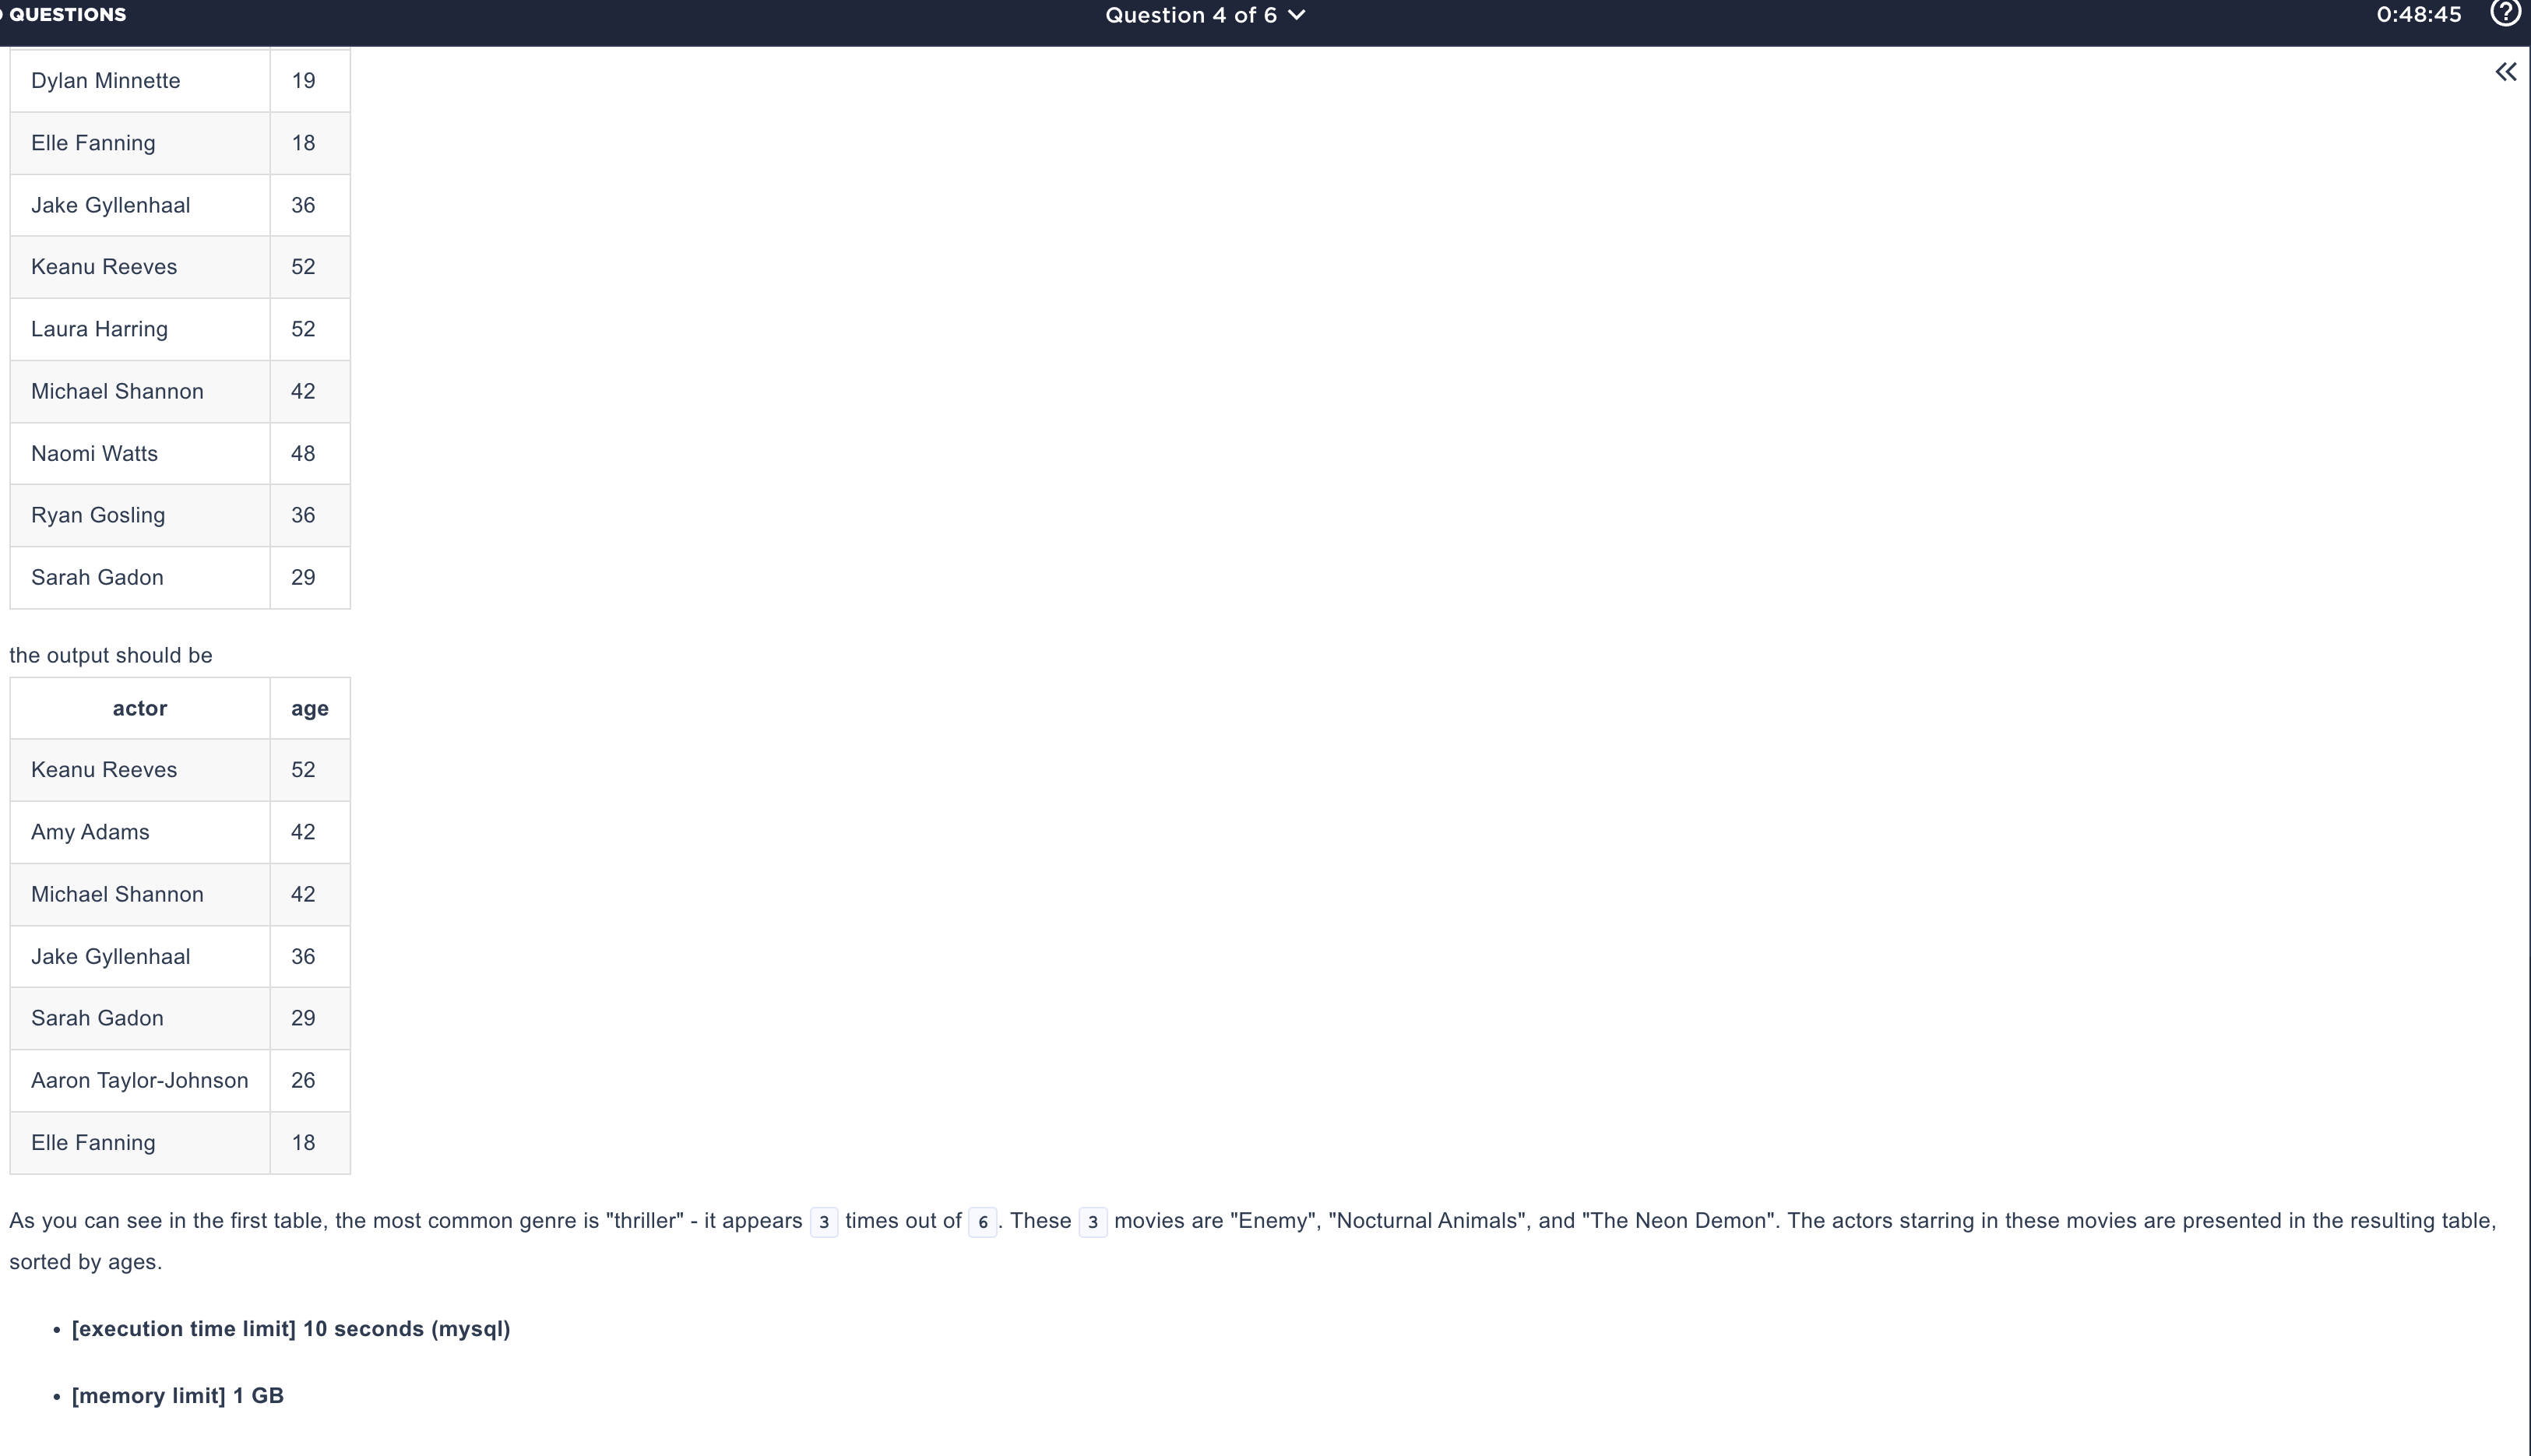 QUESTIONS
Question 4 of 6
0:48:45
?
Dylan Minnette 19
Elle Fanning 18
Jake Gyllenhaal 36
Keanu Reeves 52
Laura Harring 52
Michael Shannon 42
Naomi Watts 48
Ryan Gosling 36
Sarah Gadon 29
the output should be
actor age
Keanu Reeves 52
Amy Adams 42
Michael Shannon 42
Jake Gyllenhaal 36
Sarah Gadon 29
Aaron Taylor-Johnson 26
Elle Fanning 18
As you can see in the first table, the most common genre is "thriller" - it appears 3 times out of 6. These 3 movies are "Enemy", "Nocturnal Animals", and "The Neon Demon". The actors starring in these movies are presented in the resulting table,
sorted by ages.
• [execution time limit] 10 seconds (mysql)
• [memory limit] 1 GB